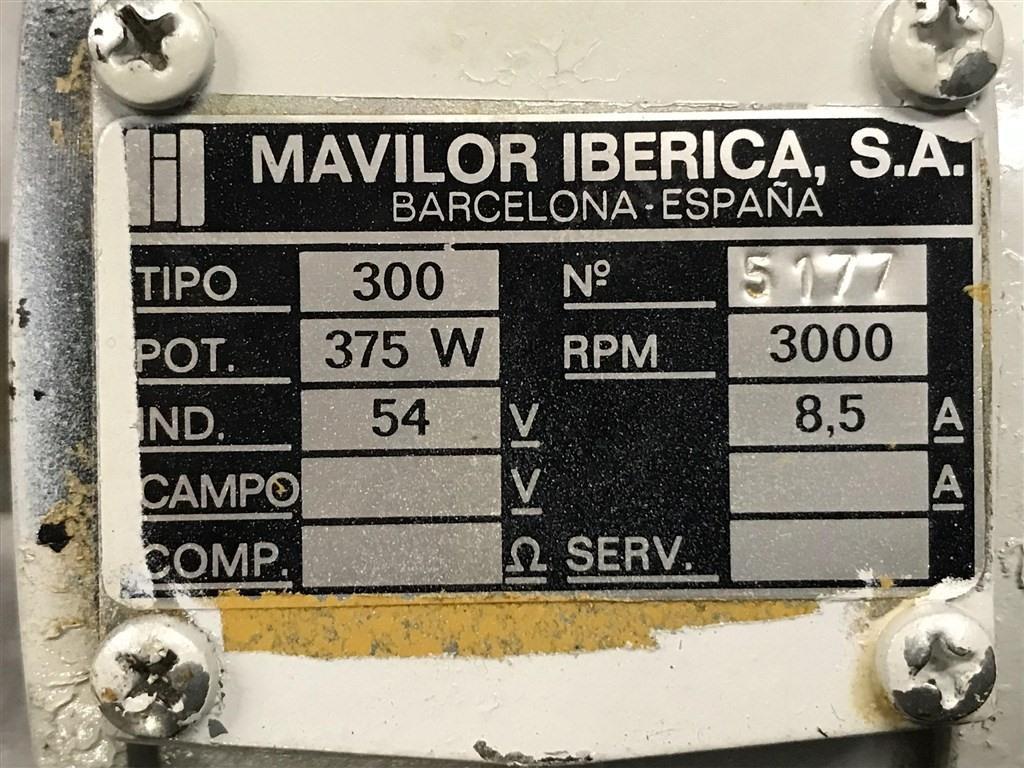 MAVILOR IBERICA, S.A.
BARCELONA - ESPAÑA
TIPO 300 Nº 5177
POT. 375 W RPM 3000
IND. 54 V 8,5 A
CAMPO V A
COMP. Ω SERV.